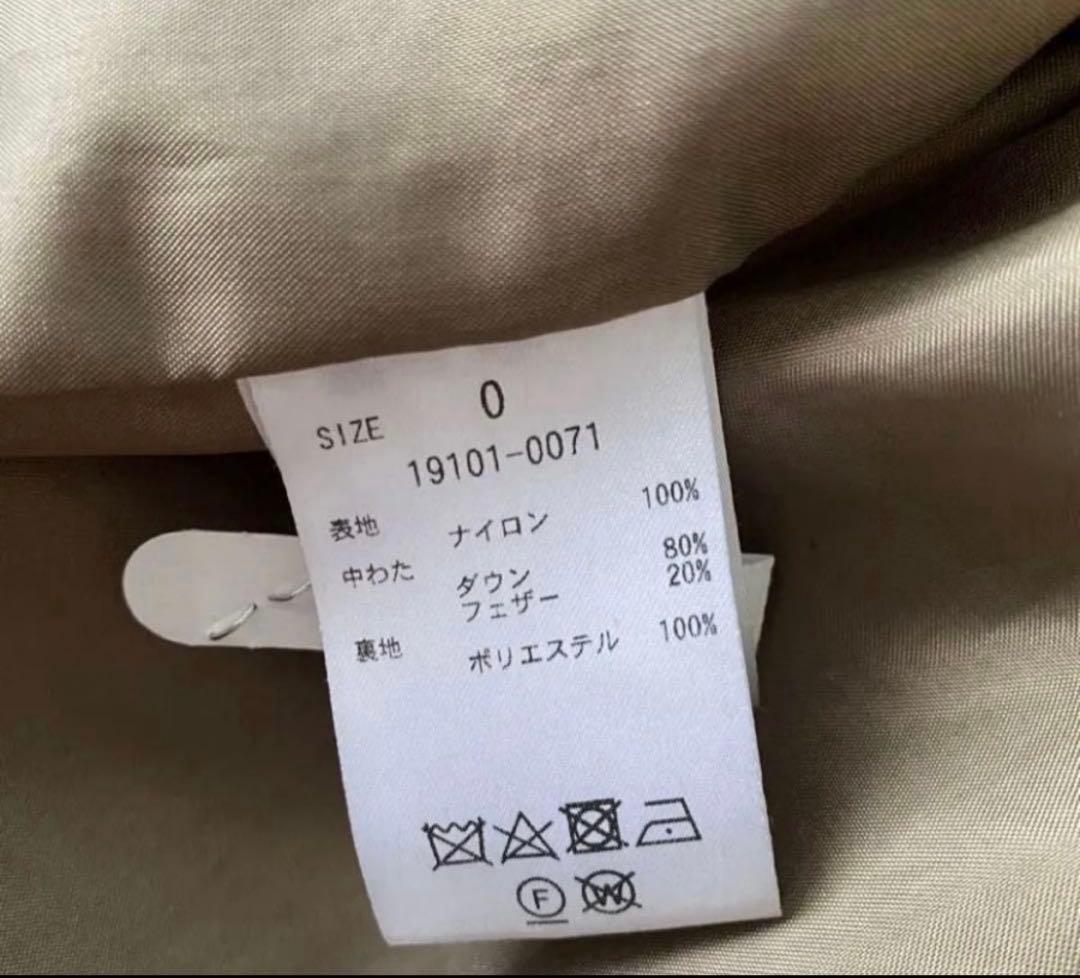 SIZE 0
19101-0071
表地 ナイロン 100%
中わた ダウン 80%
フェザー 20%
裏地 ポリエステル 100%
F
W